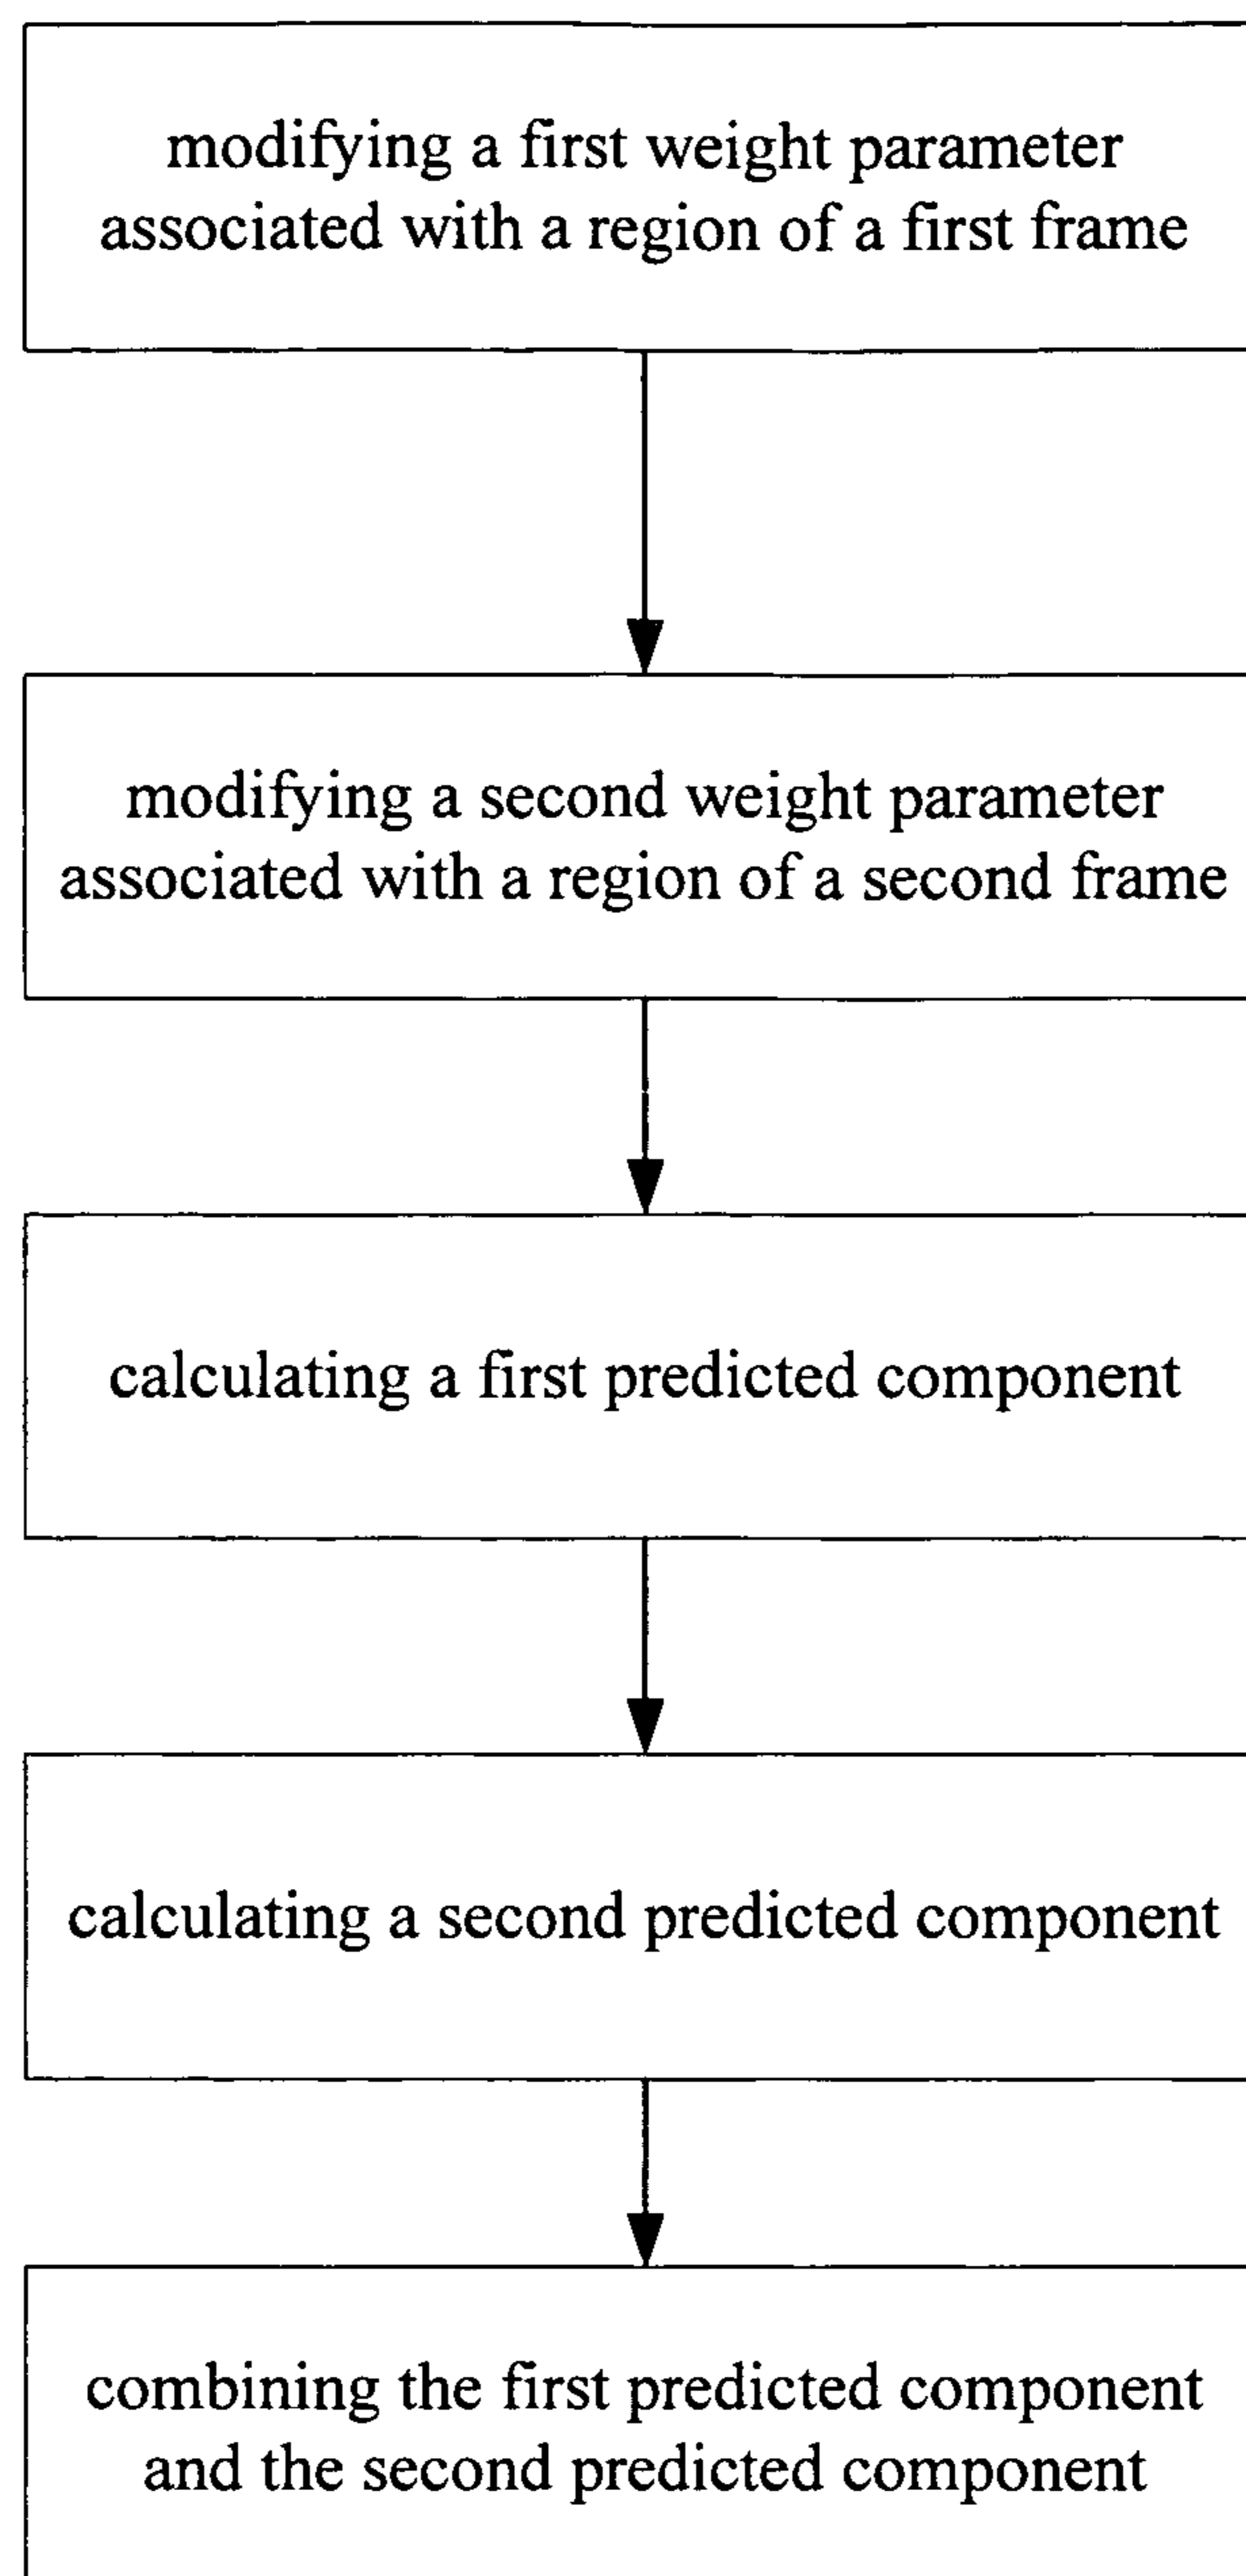 modifying a first weight parameter
associated with a region of a first frame
modifying a second weight parameter
associated with a region of a second frame
calculating a first predicted component
calculating a second predicted component
combining the first predicted component
and the second predicted component